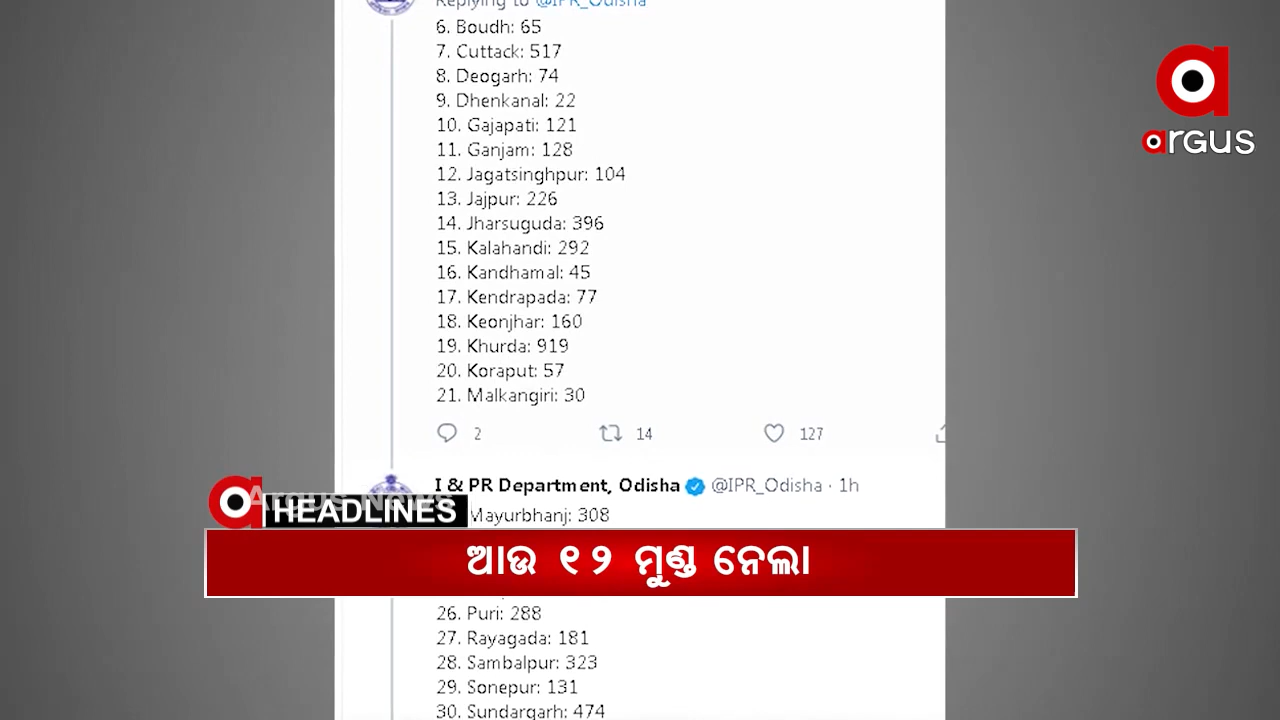 Replying to @IPR_Odisha
6. Boudh: 65
7. Cuttack: 517
8. Deogarh: 74
9. Dhenkanal: 22
10. Gajapati: 121
11. Ganjam: 128
12. Jagatsinghpur: 104
13. Jajpur: 226
14. Jharsuguda: 396
15. Kalahandi: 292
16. Kandhamal: 45
17. Kendrapada: 77
18. Keonjhar: 160
19. Khurda: 919
20. Koraput: 57
21. Malkangiri: 30
2 14 127
argus
I & PR Department, Odisha @IPR_Odisha · 1h
Argus News
HEADLINES
Mayurbhanj: 308
ଆଉ ୧୨ ମୁଣ୍ଡ ନେଲା
26. Puri: 288
27. Rayagada: 181
28. Sambalpur: 323
29. Sonepur: 131
30. Sundargarh: 474